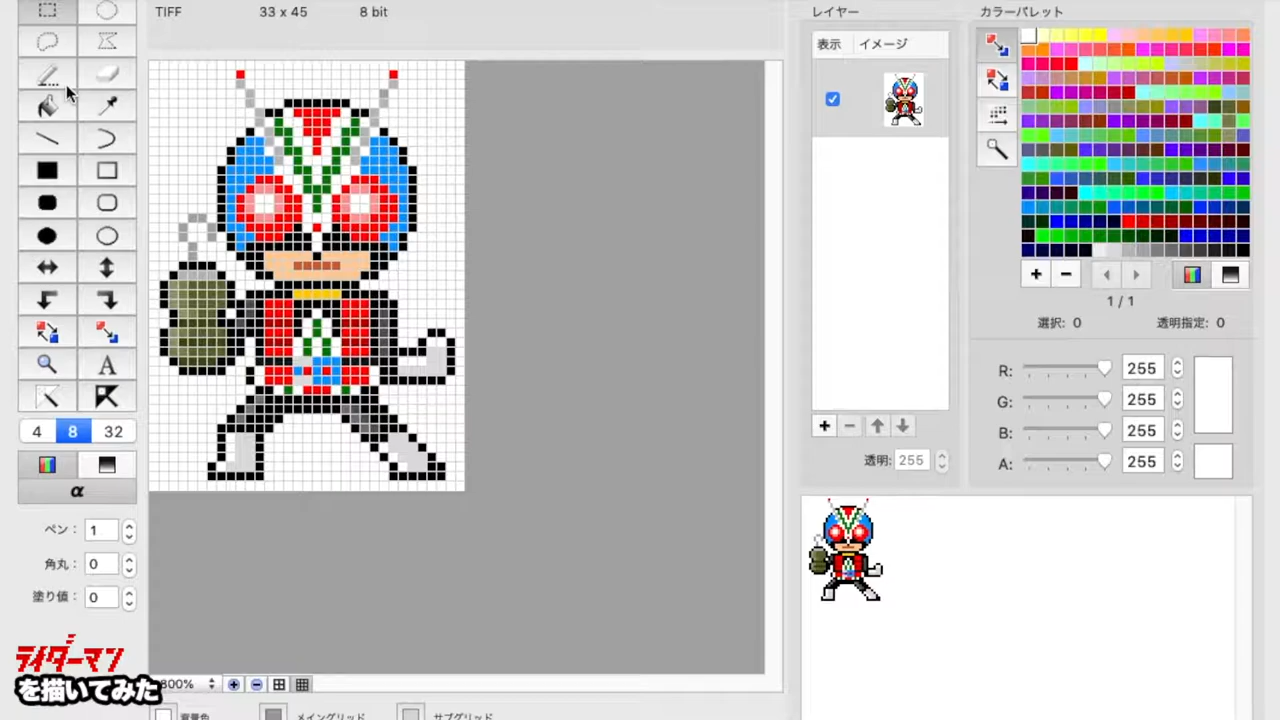 TIFF 33 x 45 8 bit
レイヤー
カラーパレット
表示 イメージ
1 / 1
選択: 0 透明指定: 0
R: 255
G: 255
B: 255
A: 255
透明: 255
A
4 8 32
α
ペン: 1
角丸: 0
塗り値: 0
ライダーマン
を描いてみた
800%
背景色 メイングリッド サブグリッド